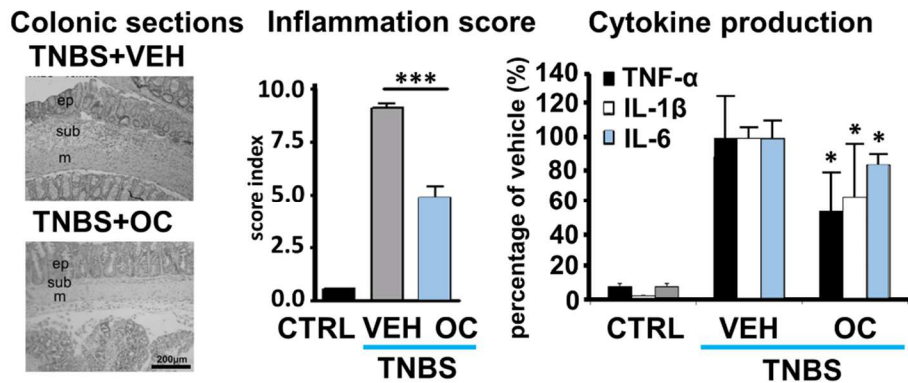 Colonic sections
TNBS+VEH
ep
sub
m
TNBS+OC
ep
sub
m
200μm
Inflammation score
***
score index
10.0
7.5
5.0
2.5
0.0
CTRL VEH OC
TNBS
Cytokine production
percentage of vehicle (%)
140
120
100
80
60
40
20
0
TNF-α
IL-1β
IL-6
* * *
CTRL VEH OC
TNBS